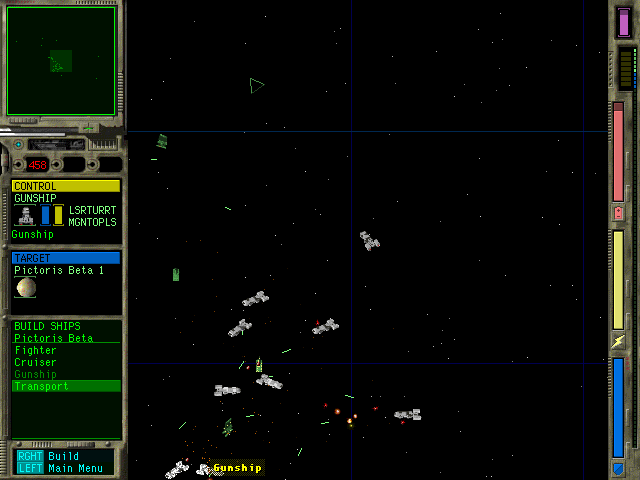 458
CONTROL
GUNSHIP
LSRTURRT
MGNTOPLS
Gunship
TARGET
Pictoris Beta 1
BUILD SHIPS
Pictoris Beta
Fighter
Cruiser
Gunship
Transport
RGHT Build
LEFT Main Menu
Gunship